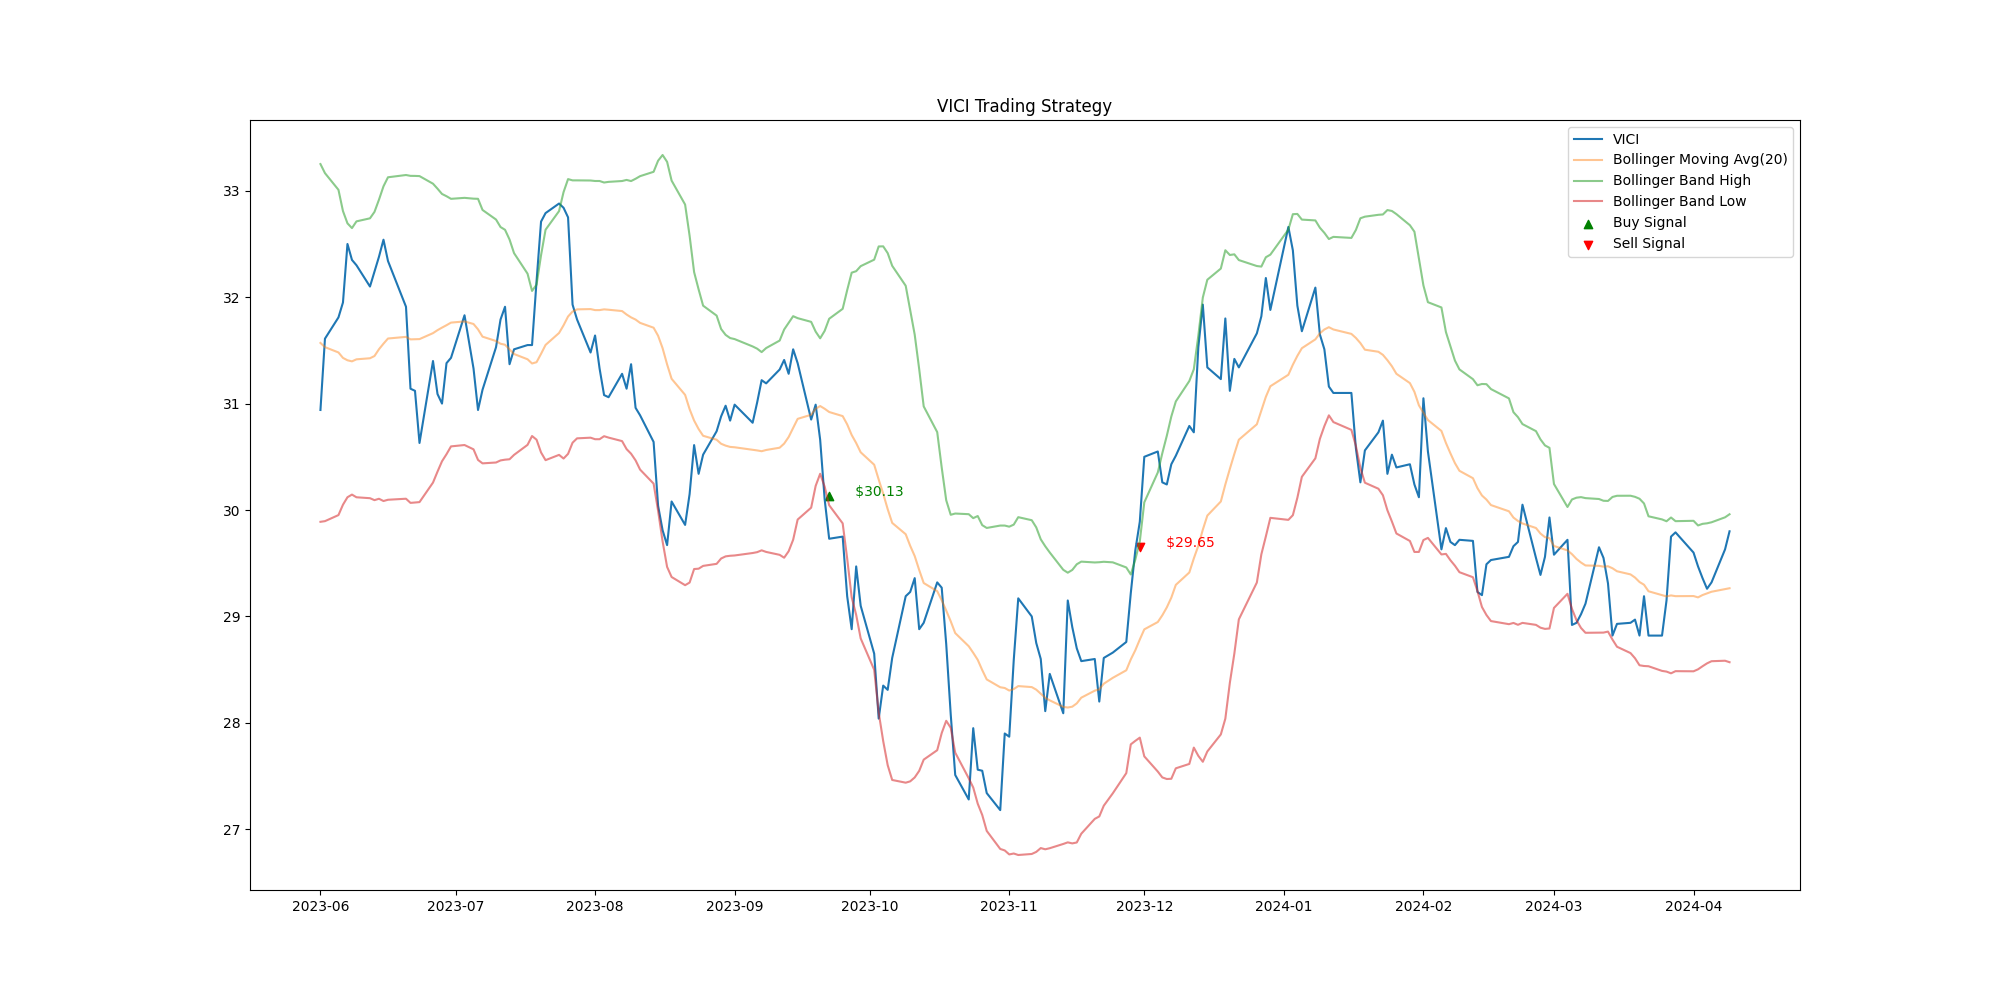 VICI Trading Strategy
VICI
Bollinger Moving Avg(20)
Bollinger Band High
Bollinger Band Low
Buy Signal
Sell Signal
33
32
31
30
29
28
27
$30.13
$29.65
2023-06 2023-07 2023-08 2023-09 2023-10 2023-11 2023-12 2024-01 2024-02 2024-03 2024-04